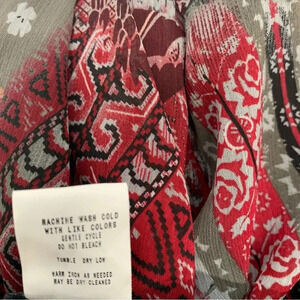 MACHINE WASH COLD
WITH LIKE COLORS
GENTLE CYCLE
DO NOT BLEACH
TUMBLE DRY LOW
WARM IRON AS NEEDED
MAY BE DRY CLEANED